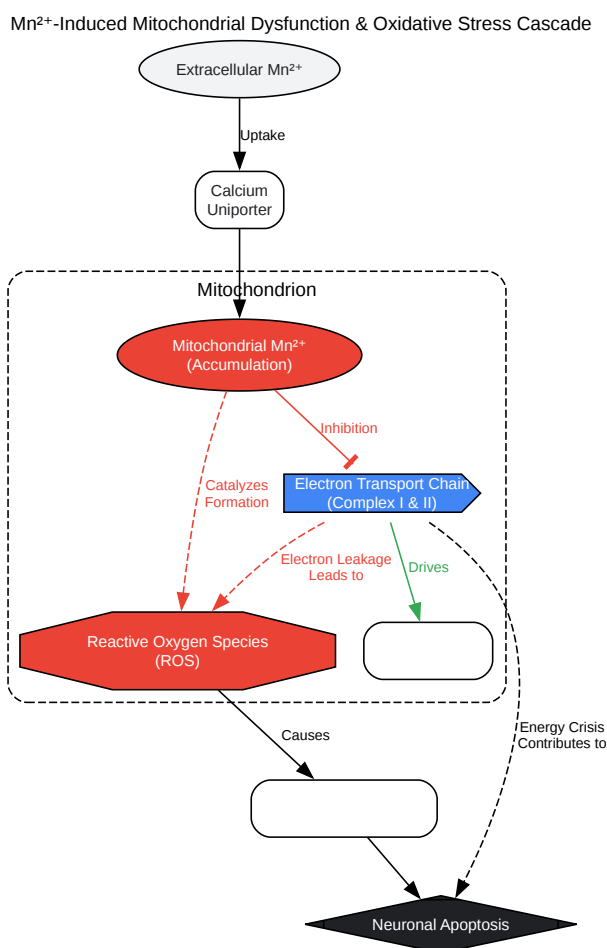 Mn²⁺-Induced Mitochondrial Dysfunction & Oxidative Stress Cascade
Extracellular Mn²⁺
Uptake
Calcium
Uniporter
Mitochondrion
Mitochondrial Mn²⁺
(Accumulation)
Inhibition
Catalyzes
Formation
Electron Transport Chain
(Complex I & II)
Electron Leakage
Leads to
Drives
Reactive Oxygen Species
(ROS)
Causes
Energy Crisis
Contributes to
Neuronal Apoptosis